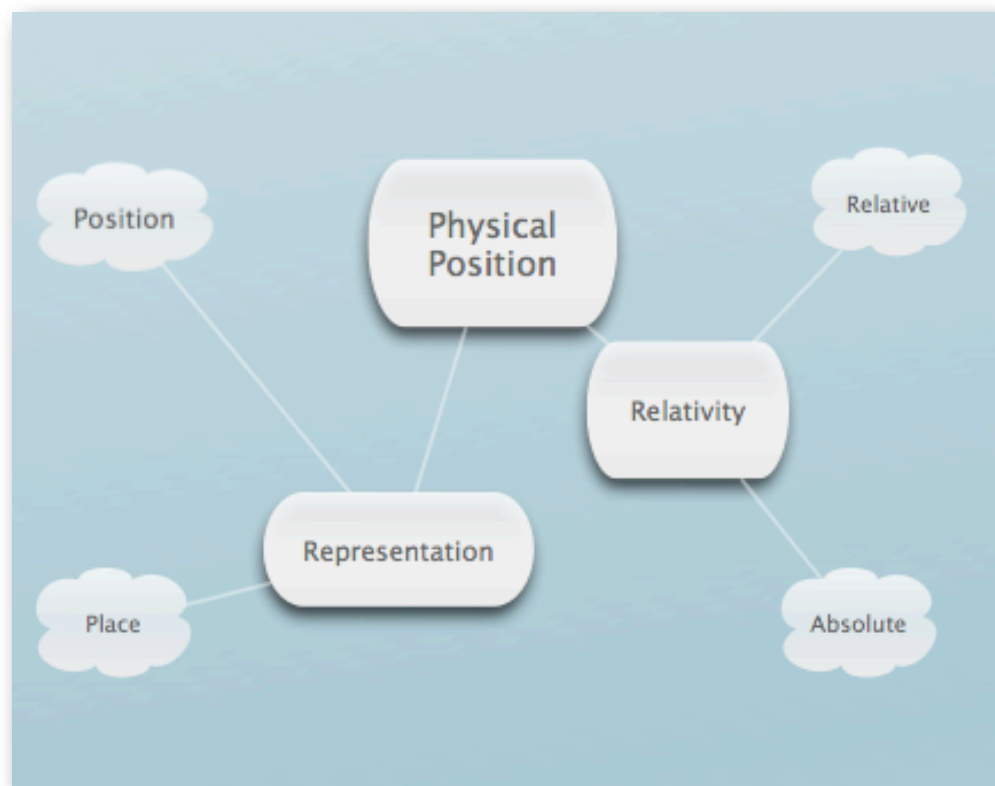 Physical
Position
Position
Relative
Relativity
Representation
Place
Absolute